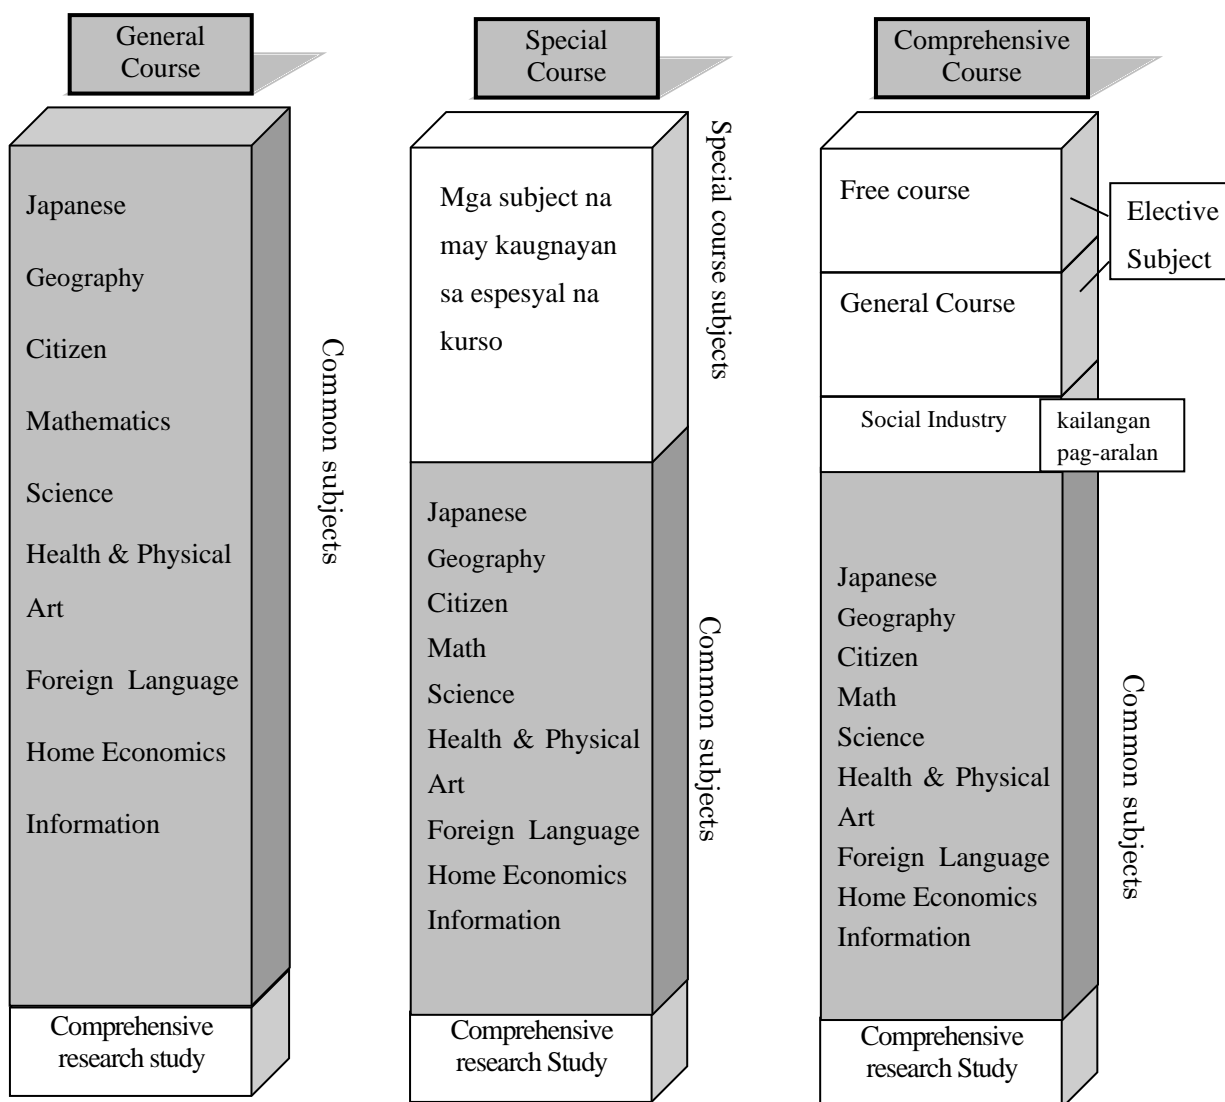 General
Course
Japanese
Geography
Citizen
Mathematics
Science
Health & Physical
Art
Foreign Language
Home Economics
Information
Common subjects
Comprehensive
research study
Special
Course
Mga subject na
may kaugnayan
sa espesyal na
kurso
Special course subjects
Japanese
Geography
Citizen
Math
Science
Health & Physical
Art
Foreign Language
Home Economics
Information
Common subjects
Comprehensive
research Study
Comprehensive
Course
Free course
General Course
Elective
Subject
Social Industry
kailangan
pag-aralan
Japanese
Geography
Citizen
Math
Science
Health & Physical
Art
Foreign Language
Home Economics
Information
Common subjects
Comprehensive
research Study